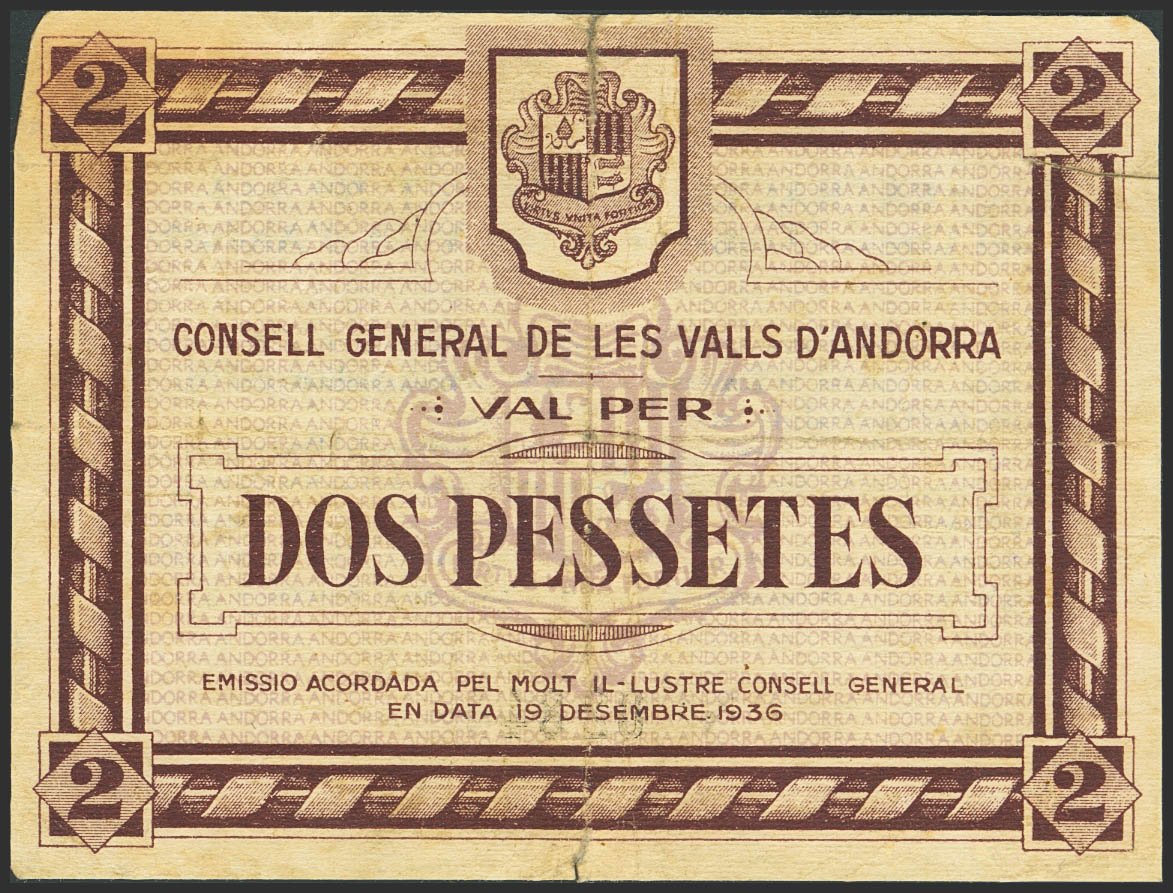 2 2
VIRTVS VNITA FORTIOR
CONSELL GENERAL DE LES VALLS D'ANDÓRRA
VAL PER
DOS PESSETES
EMISSIO ACORDADA PEL MOLT IL-LUSTRE CONSELL GENERAL
EN DATA 19 DESEMBRE 1936
2 2